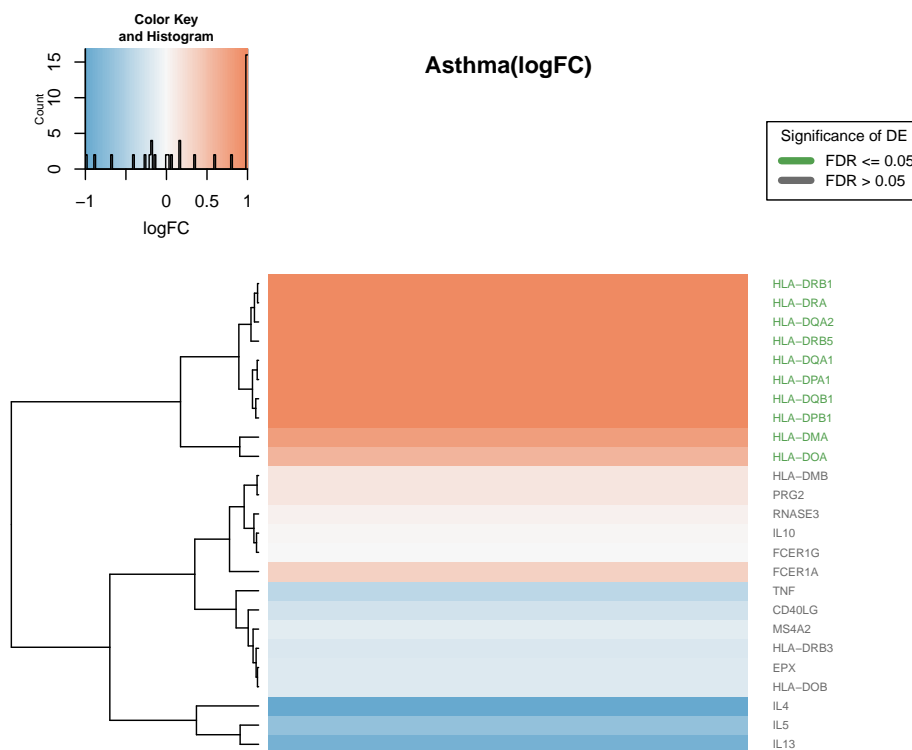 Color Key
and Histogram
Count
0
5
10
15
−1
0
0.5
1
logFC
Asthma(logFC)
Significance of DE
FDR <= 0.05
FDR > 0.05
HLA−DRB1
HLA−DRA
HLA−DQA2
HLA−DRB5
HLA−DQA1
HLA−DPA1
HLA−DQB1
HLA−DPB1
HLA−DMA
HLA−DOA
HLA−DMB
PRG2
RNASE3
IL10
FCER1G
FCER1A
TNF
CD40LG
MS4A2
HLA−DRB3
EPX
HLA−DOB
IL4
IL5
IL13